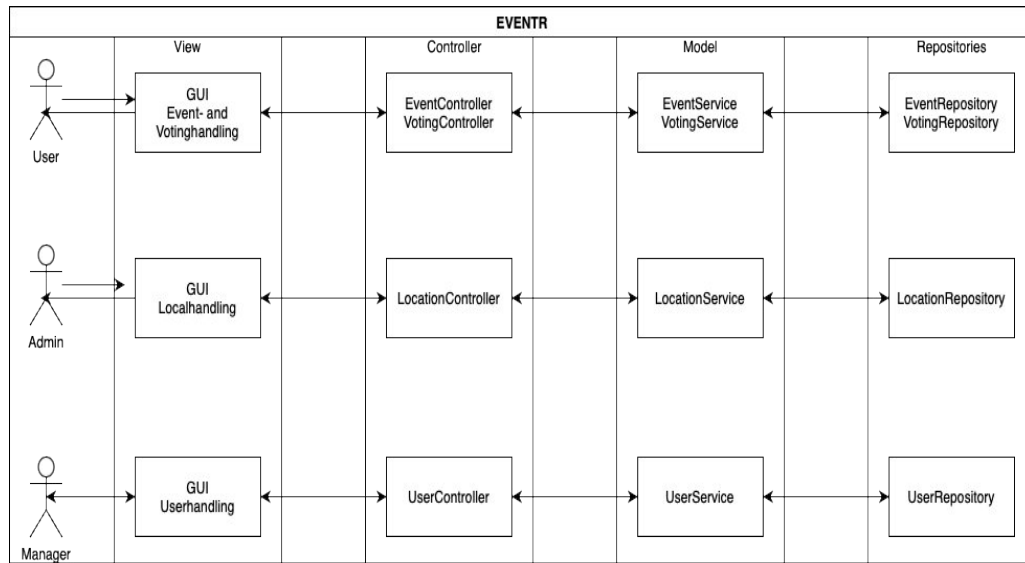 EVENTR
View
Controller
Model
Repositories
GUI
Event- and
Votinghandling
EventController
VotingController
EventService
VotingService
EventRepository
VotingRepository
User
GUI
Localhandling
LocationController
LocationService
LocationRepository
Admin
GUI
Userhandling
UserController
UserService
UserRepository
Manager